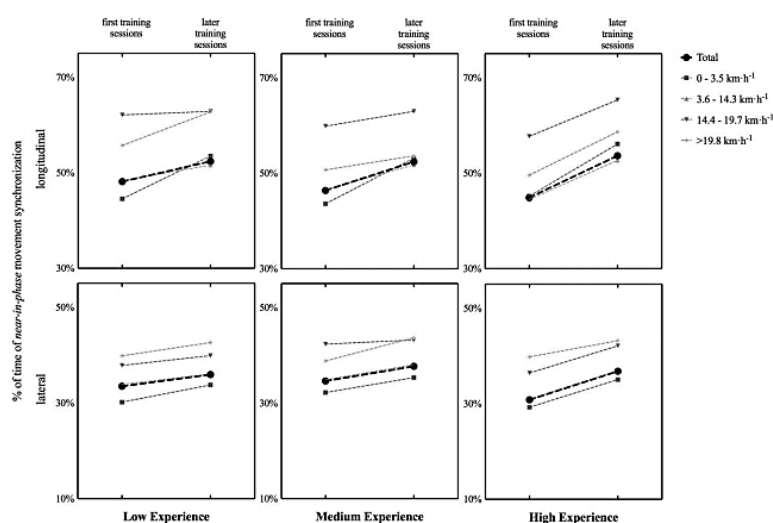 first training
sessions
later
training
sessions
first training
sessions
later
training
sessions
first training
sessions
later
training
sessions
% of time of near-in-phase movement synchronization
longitudinal
lateral
70%
50%
30%
70%
50%
30%
70%
50%
30%
Total
0 - 3.5 km·h⁻¹
3.6 - 14.3 km·h⁻¹
14.4 - 19.7 km·h⁻¹
>19.8 km·h⁻¹
50%
30%
10%
50%
30%
10%
50%
30%
10%
Low Experience
Medium Experience
High Experience